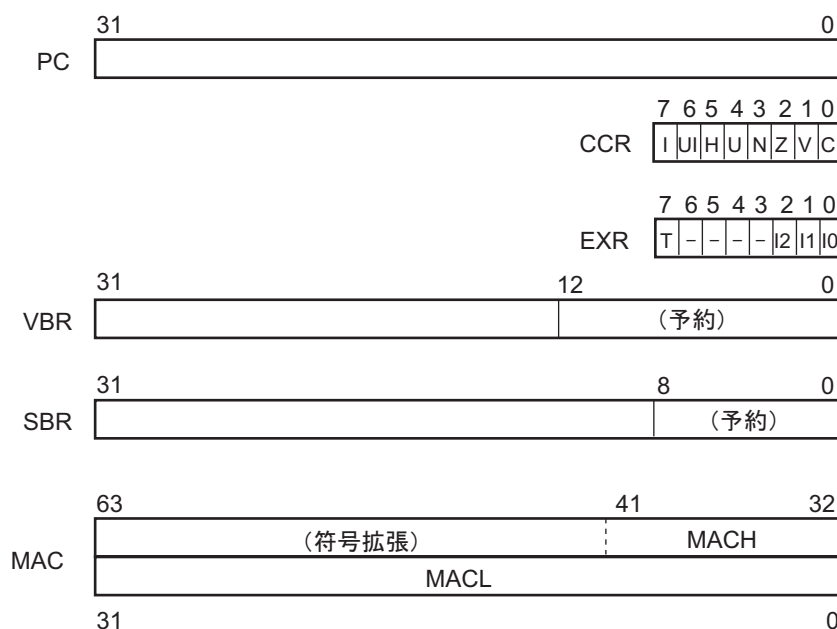 31 0
PC
7 6 5 4 3 2 1 0
CCR I UI H U N Z V C
7 6 5 4 3 2 1 0
EXR T - - - - I2 I1 I0
31 12 0
VBR (予約)
31 8 0
SBR (予約)
63 41 32
(符号拡張) MACH
MAC
MACL
31 0